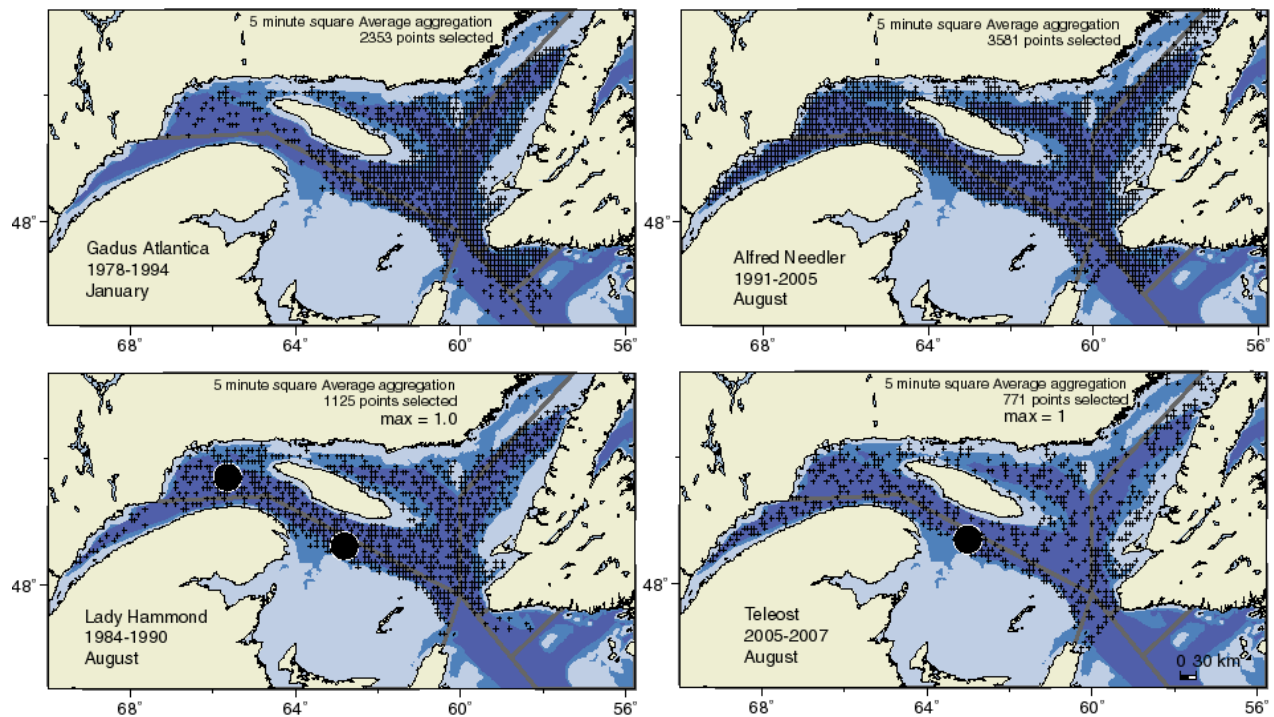 5 minute square Average aggregation
2353 points selected
48°
Gadus Atlantica
1978-1994
January
68°
64
60
56°
5 minute square Average aggregation
3581 points selected
48°
Alfred Needler
1991-2005
August
68°
64
60
56°
5 minute square Average aggregation
1125 points selected
max = 1.0
48°
Lady Hammond
1984-1990
August
68°
64
60
56°
5 minute square Average aggregation
771 points selected
max = 1
48°
Teleost
2005-2007
August
0 30 km
68°
64
60
56°